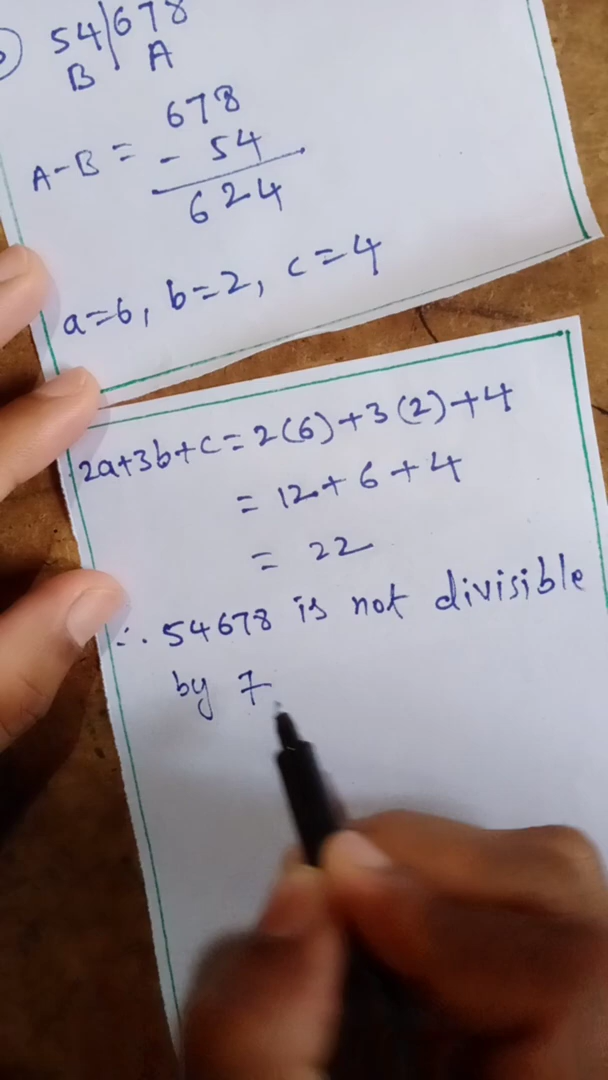 54|678
B A
678
A-B = - 54
624
a=6, b=2, c=4
2a+3b+c=2(6)+3(2)+4
= 12+6+4
= 22
∴ 54678 is not divisible
by 7